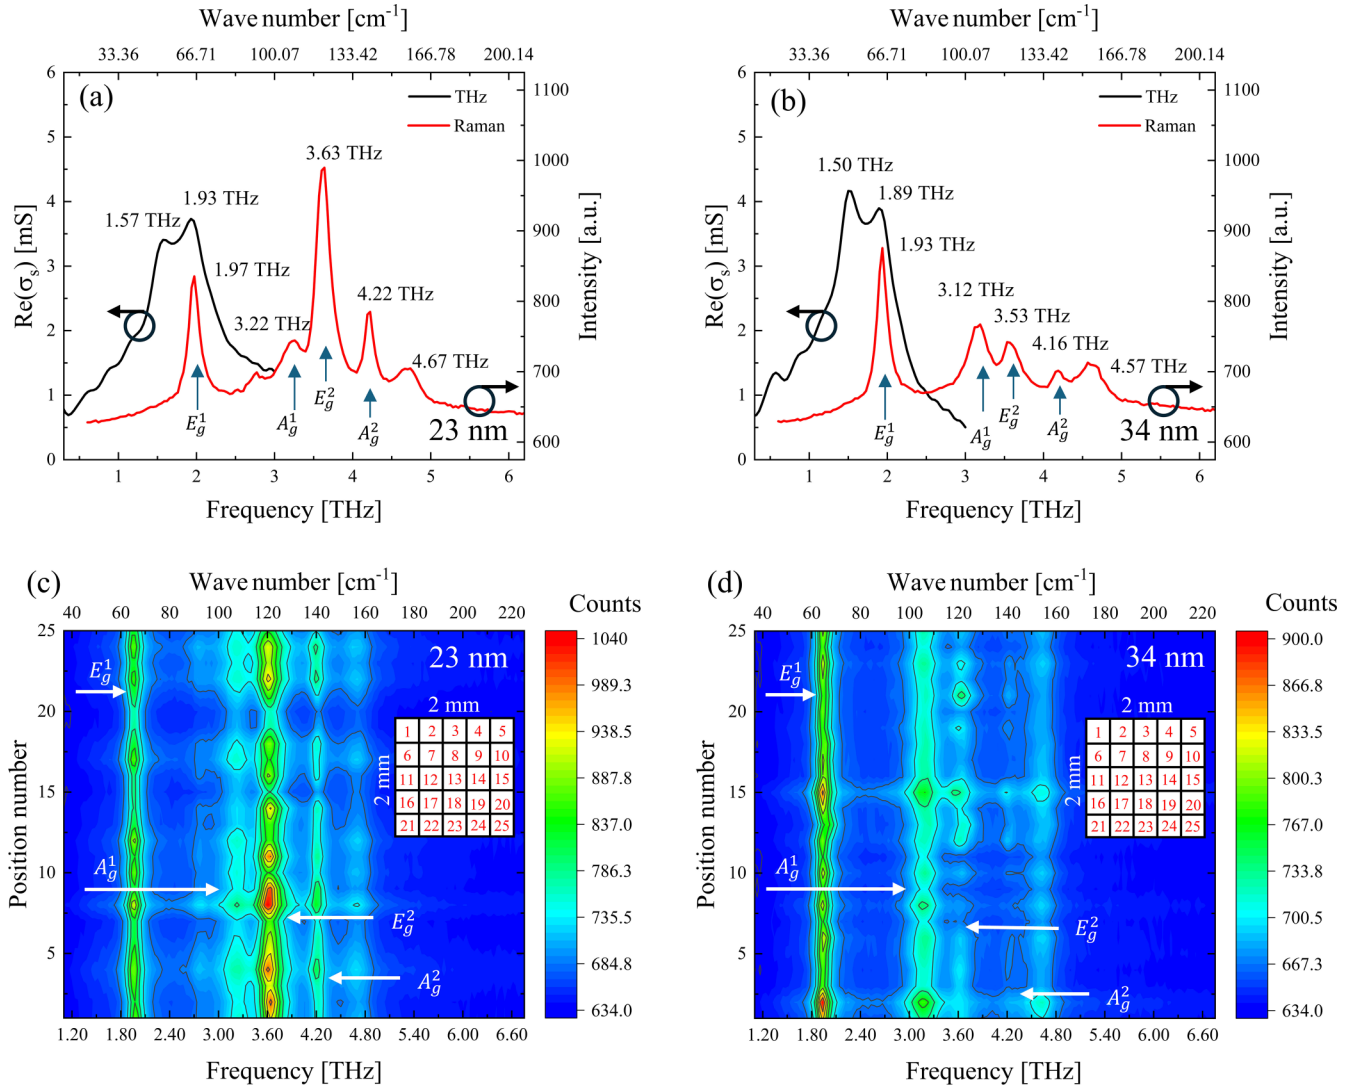 Wave number [cm⁻¹]
33.36 66.71 100.07 133.42 166.78 200.14
(a)
THz
Raman
6 5 4 3 2 1 0
Re(σₛ) [mS]
1100 1000 900 800 700 600
Intensity [a.u.]
3.63 THz
1.93 THz
1.57 THz
1.97 THz
4.22 THz
3.22 THz
4.67 THz
E_g^1
A_g^1
E_g^2
A_g^2
23 nm
1 2 3 4 5 6
Frequency [THz]
Wave number [cm⁻¹]
33.36 66.71 100.07 133.42 166.78 200.14
(b)
THz
Raman
6 5 4 3 2 1 0
Re(σₛ) [mS]
1100 1000 900 800 700 600
Intensity [a.u.]
1.50 THz
1.89 THz
1.93 THz
3.12 THz
3.53 THz
4.16 THz
4.57 THz
E_g^1
A_g^1
E_g^2
A_g^2
34 nm
1 2 3 4 5 6
Frequency [THz]
(c)
Wave number [cm⁻¹]
40 60 80 100 120 140 160 180 200 220
Counts
25 20 15 10 5
Position number
23 nm
E_g^1
2 mm
2 mm
1 2 3 4 5
6 7 8 9 10
11 12 13 14 15
16 17 18 19 20
21 22 23 24 25
A_g^1
E_g^2
A_g^2
1040
989.3
938.5
887.8
837.0
786.3
735.5
684.8
634.0
1.20 1.80 2.40 3.00 3.60 4.20 4.80 5.40 6.00 6.60
Frequency [THz]
(d)
Wave number [cm⁻¹]
40 60 80 100 120 140 160 180 200 220
Counts
25 20 15 10 5
Position number
34 nm
E_g^1
2 mm
2 mm
1 2 3 4 5
6 7 8 9 10
11 12 13 14 15
16 17 18 19 20
21 22 23 24 25
A_g^1
E_g^2
A_g^2
900.0
866.8
833.5
800.3
767.0
733.8
700.5
667.3
634.0
1.20 1.80 2.40 3.00 3.60 4.20 4.80 5.40 6.00 6.60
Frequency [THz]